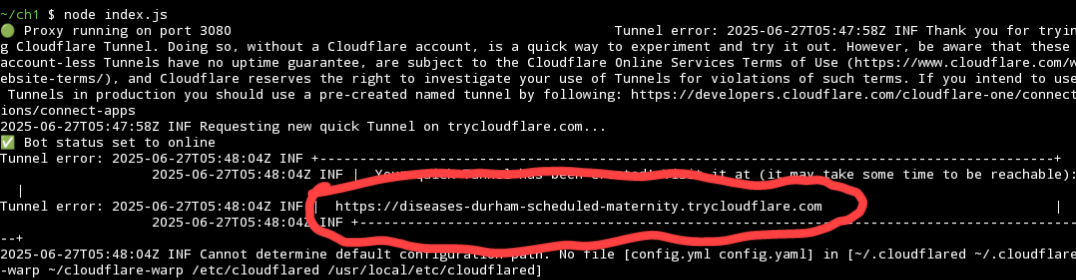 ~/ch1 $ node index.js
🟢 Proxy running on port 3080 Tunnel error: 2025-06-27T05:47:58Z INF Thank you for tryin
g Cloudflare Tunnel. Doing so, without a Cloudflare account, is a quick way to experiment and try it out. However, be aware that these
account-less Tunnels have no uptime guarantee, are subject to the Cloudflare Online Services Terms of Use (https://www.cloudflare.com/w
ebsite-terms/), and Cloudflare reserves the right to investigate your use of Tunnels for violations of such terms. If you intend to use
Tunnels in production you should use a pre-created named tunnel by following: https://developers.cloudflare.com/cloudflare-one/connect
ions/connect-apps
2025-06-27T05:47:58Z INF Requesting new quick Tunnel on trycloudflare.com...
✅ Bot status set to online
Tunnel error: 2025-06-27T05:48:04Z INF +--------------------------------------------------------------------------------------------+
2025-06-27T05:48:04Z INF | Your quick Tunnel has been created! Visit it at (it may take some time to be reachable):
|
Tunnel error: 2025-06-27T05:48:04Z INF | https://diseases-durham-scheduled-maternity.trycloudflare.com |
2025-06-27T05:48:04Z INF +------------------------------------------------------------------------------------------
--+
2025-06-27T05:48:04Z INF Cannot determine default configuration path. No file [config.yml config.yaml] in [~/.cloudflared ~/.cloudflare
-warp ~/cloudflare-warp /etc/cloudflared /usr/local/etc/cloudflared]